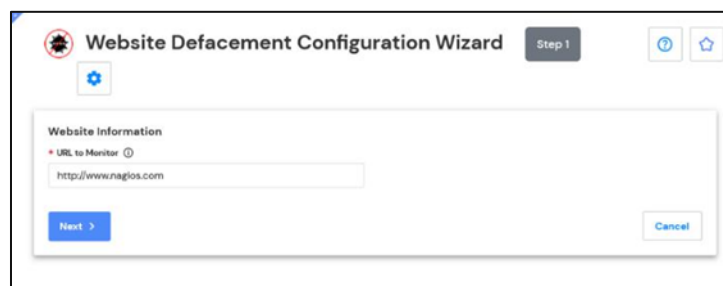 Website Defacement Configuration Wizard
Step 1
Website Information
* URL to Monitor
http://www.nagios.com
Next >
Cancel